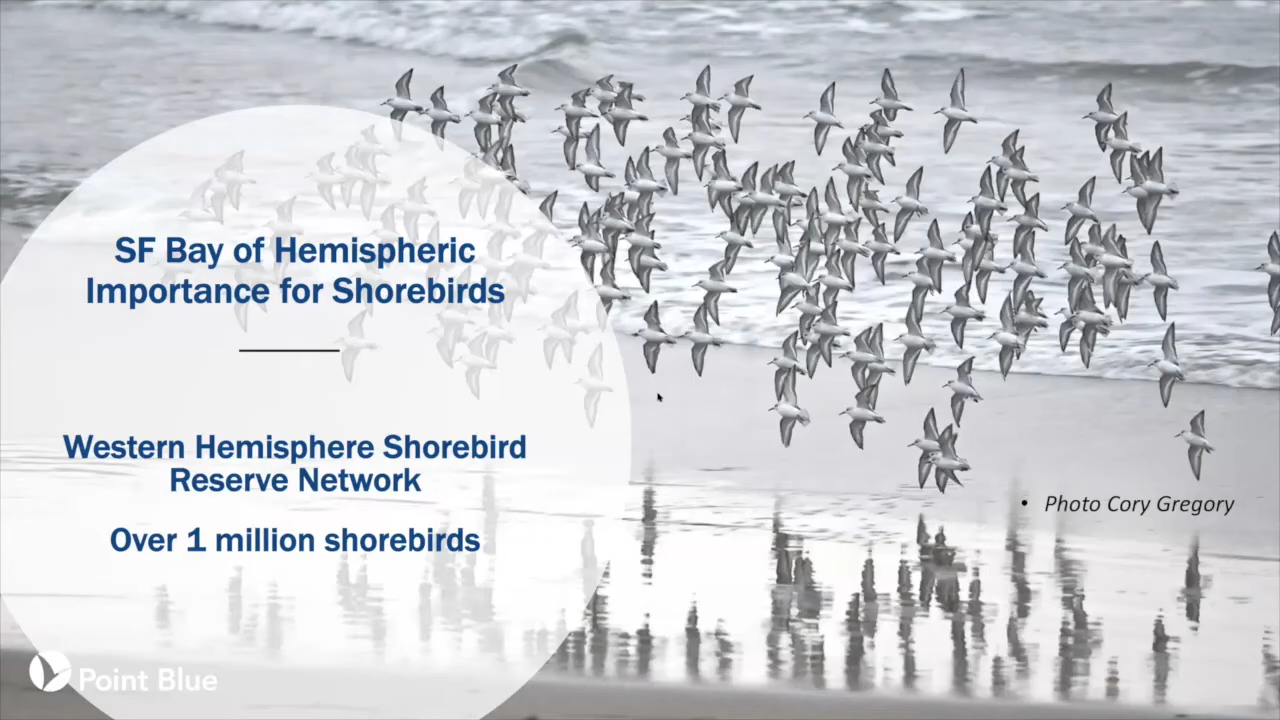 SF Bay of Hemispheric
Importance for Shorebirds
Western Hemisphere Shorebird
Reserve Network
Over 1 million shorebirds
• Photo Cory Gregory
Point Blue